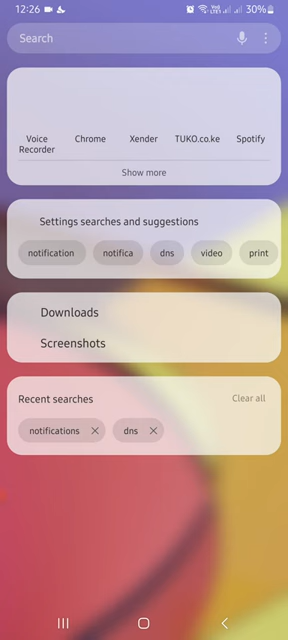 12:26 30%
Search
Voice Recorder Chrome Xender TUKO.co.ke Spotify
Show more
Settings searches and suggestions
notification notifica dns video print
Downloads
Screenshots
Recent searches Clear all
notifications dns